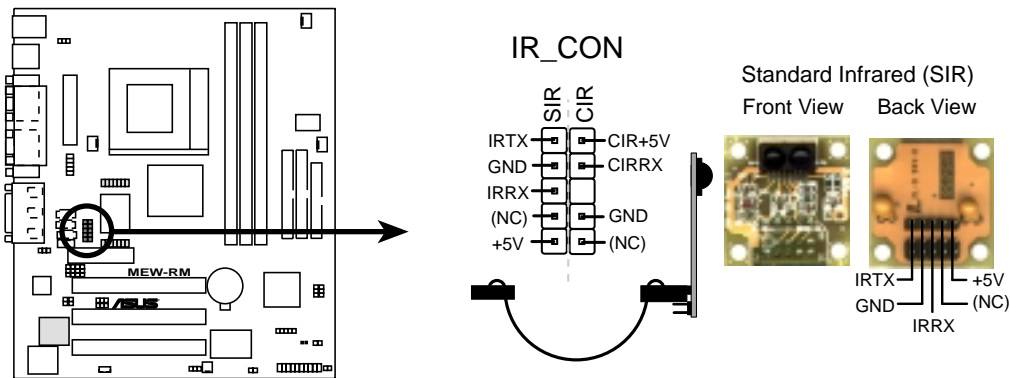 IR_CON
SIR
CIR
IRTX
CIR+5V
GND
CIRRX
IRRX
(NC)
GND
+5V
(NC)
Standard Infrared (SIR)
Front View
Back View
IRTX
+5V
GND
(NC)
IRRX
MEW-RM
ASUS